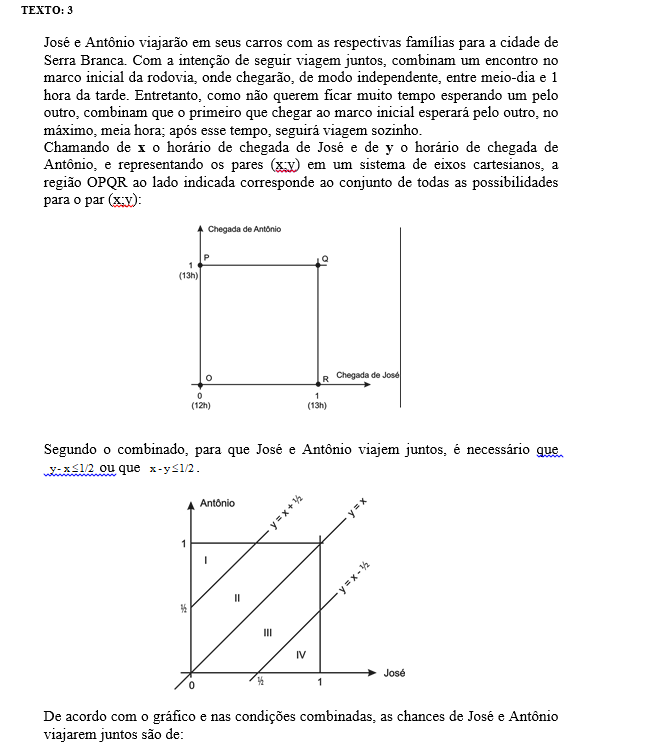 TEXTO: 3
José e Antônio viajarão em seus carros com as respectivas famílias para a cidade de
Serra Branca. Com a intenção de seguir viagem juntos, combinam um encontro no
marco inicial da rodovia, onde chegarão, de modo independente, entre meio-dia e 1
hora da tarde. Entretanto, como não querem ficar muito tempo esperando um pelo
outro, combinam que o primeiro que chegar ao marco inicial esperará pelo outro, no
máximo, meia hora; após esse tempo, seguirá viagem sozinho.
Chamando de x o horário de chegada de José e de y o horário de chegada de
Antônio, e representando os pares (x;y) em um sistema de eixos cartesianos, a
região OPQR ao lado indicada corresponde ao conjunto de todas as possibilidades
para o par (x;y):
Chegada de Antônio
P
Q
1
(13h)
O
R
Chegada de José
0
(12h)
1
(13h)
Segundo o combinado, para que José e Antônio viajem juntos, é necessário que
y-x≤1/2 ou que x-y≤1/2.
Antônio
y = x + ½
y = x
1
I
y = x - ½
II
½
III
IV
José
0
½
1
De acordo com o gráfico e nas condições combinadas, as chances de José e Antônio
viajarem juntos são de: